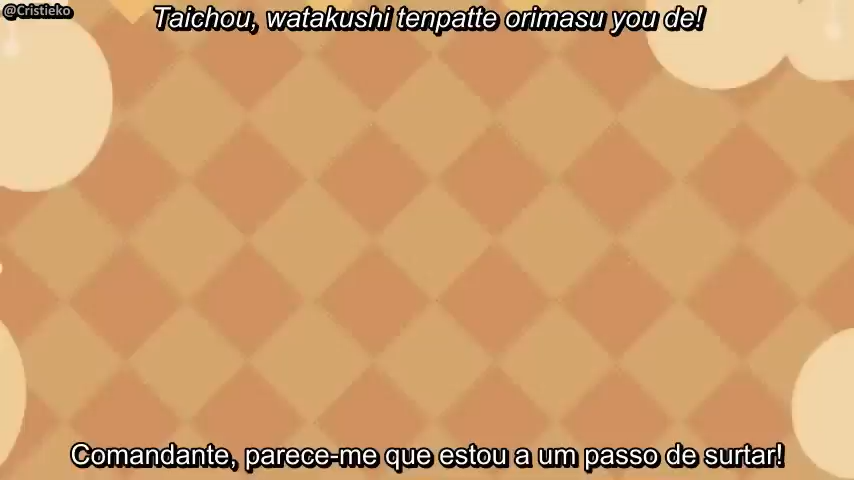 @Cristieko
Taichou, watakushi tenpatte orimasu you de!
Comandante, parece-me que estou a um passo de surtar!